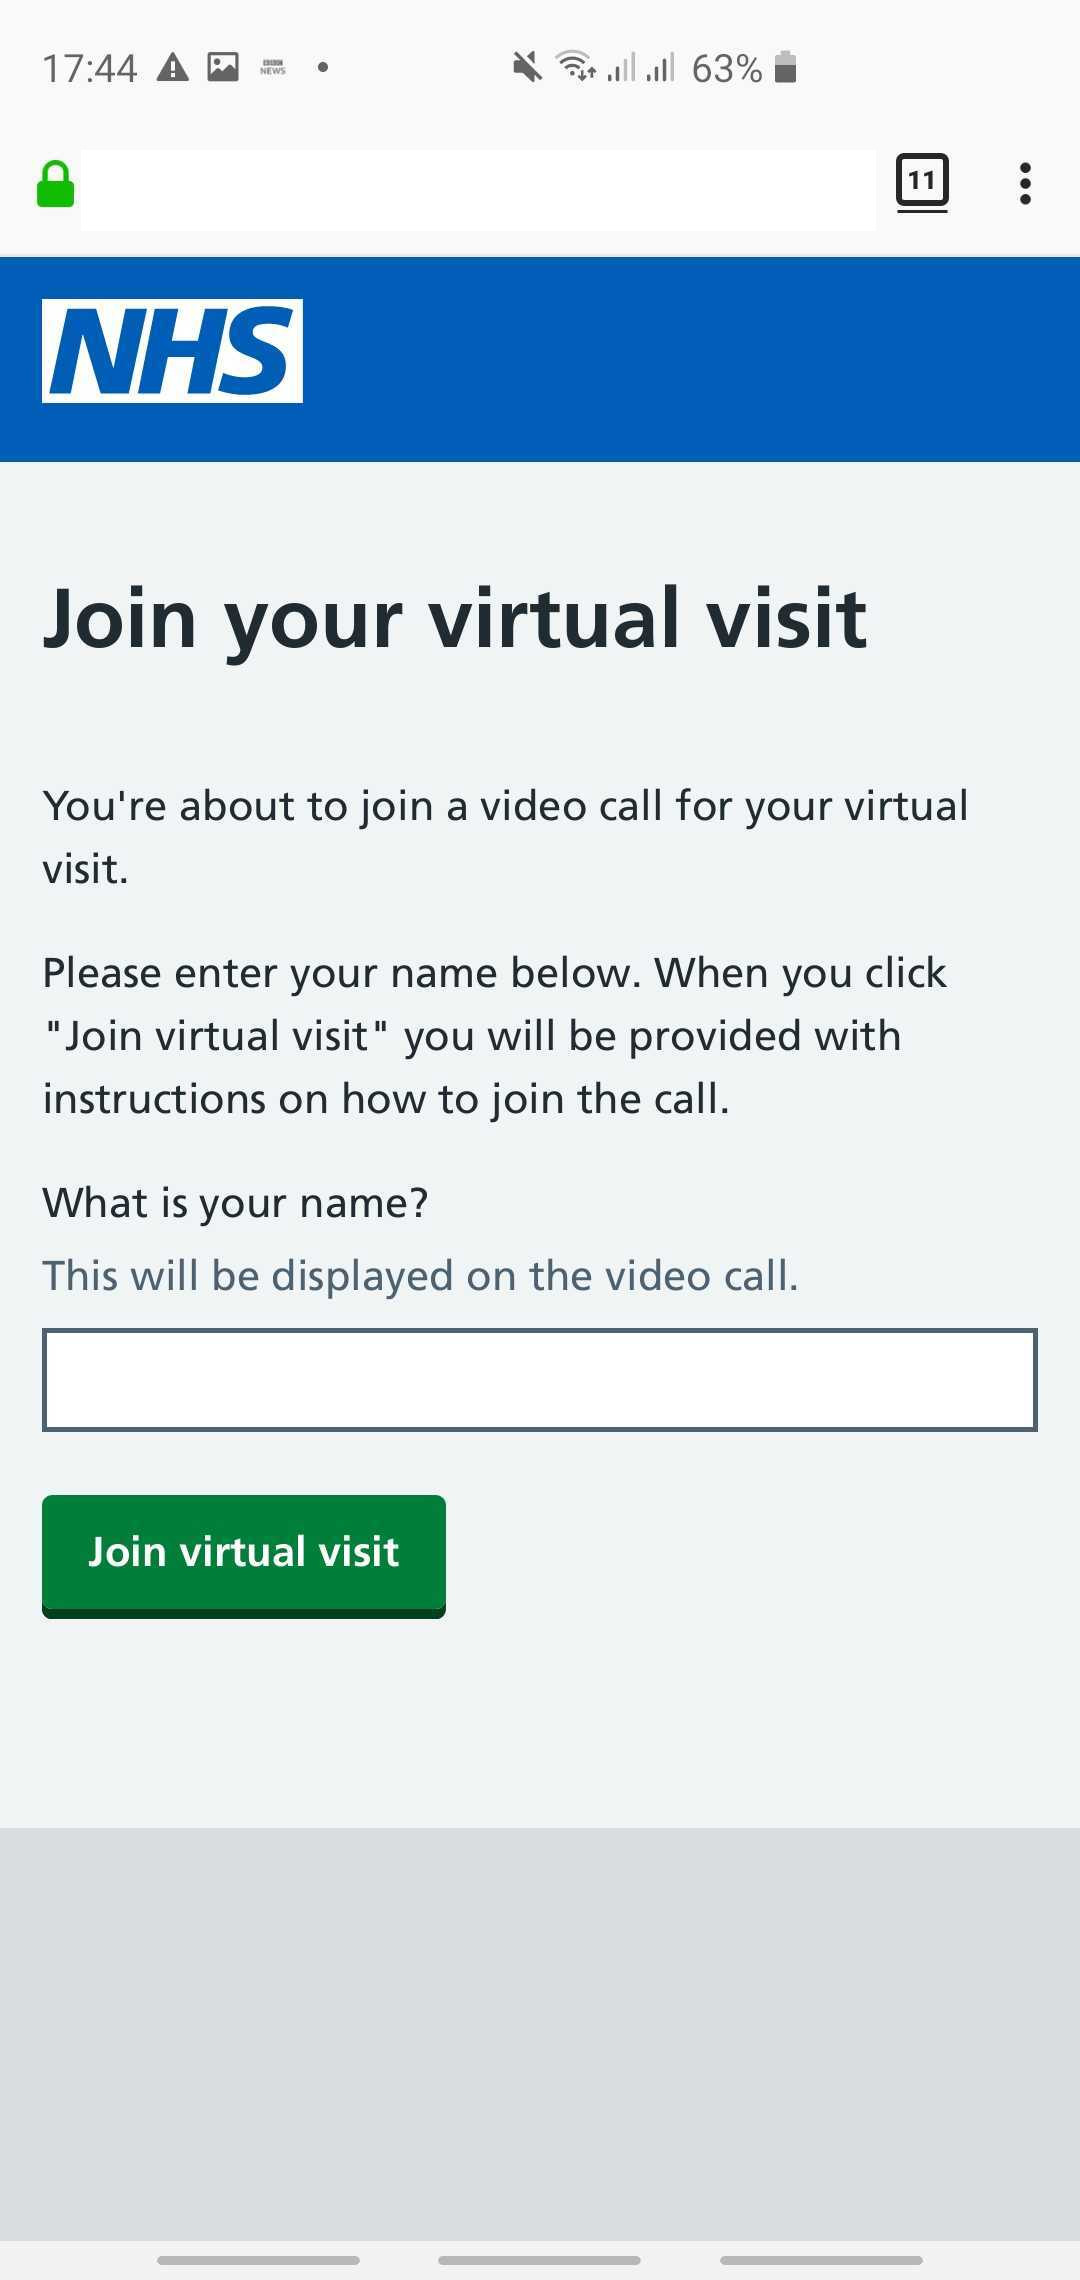 17:44 BBC NEWS 63%
11
NHS
Join your virtual visit
You're about to join a video call for your virtual
visit.
Please enter your name below. When you click
"Join virtual visit" you will be provided with
instructions on how to join the call.
What is your name?
This will be displayed on the video call.
Join virtual visit